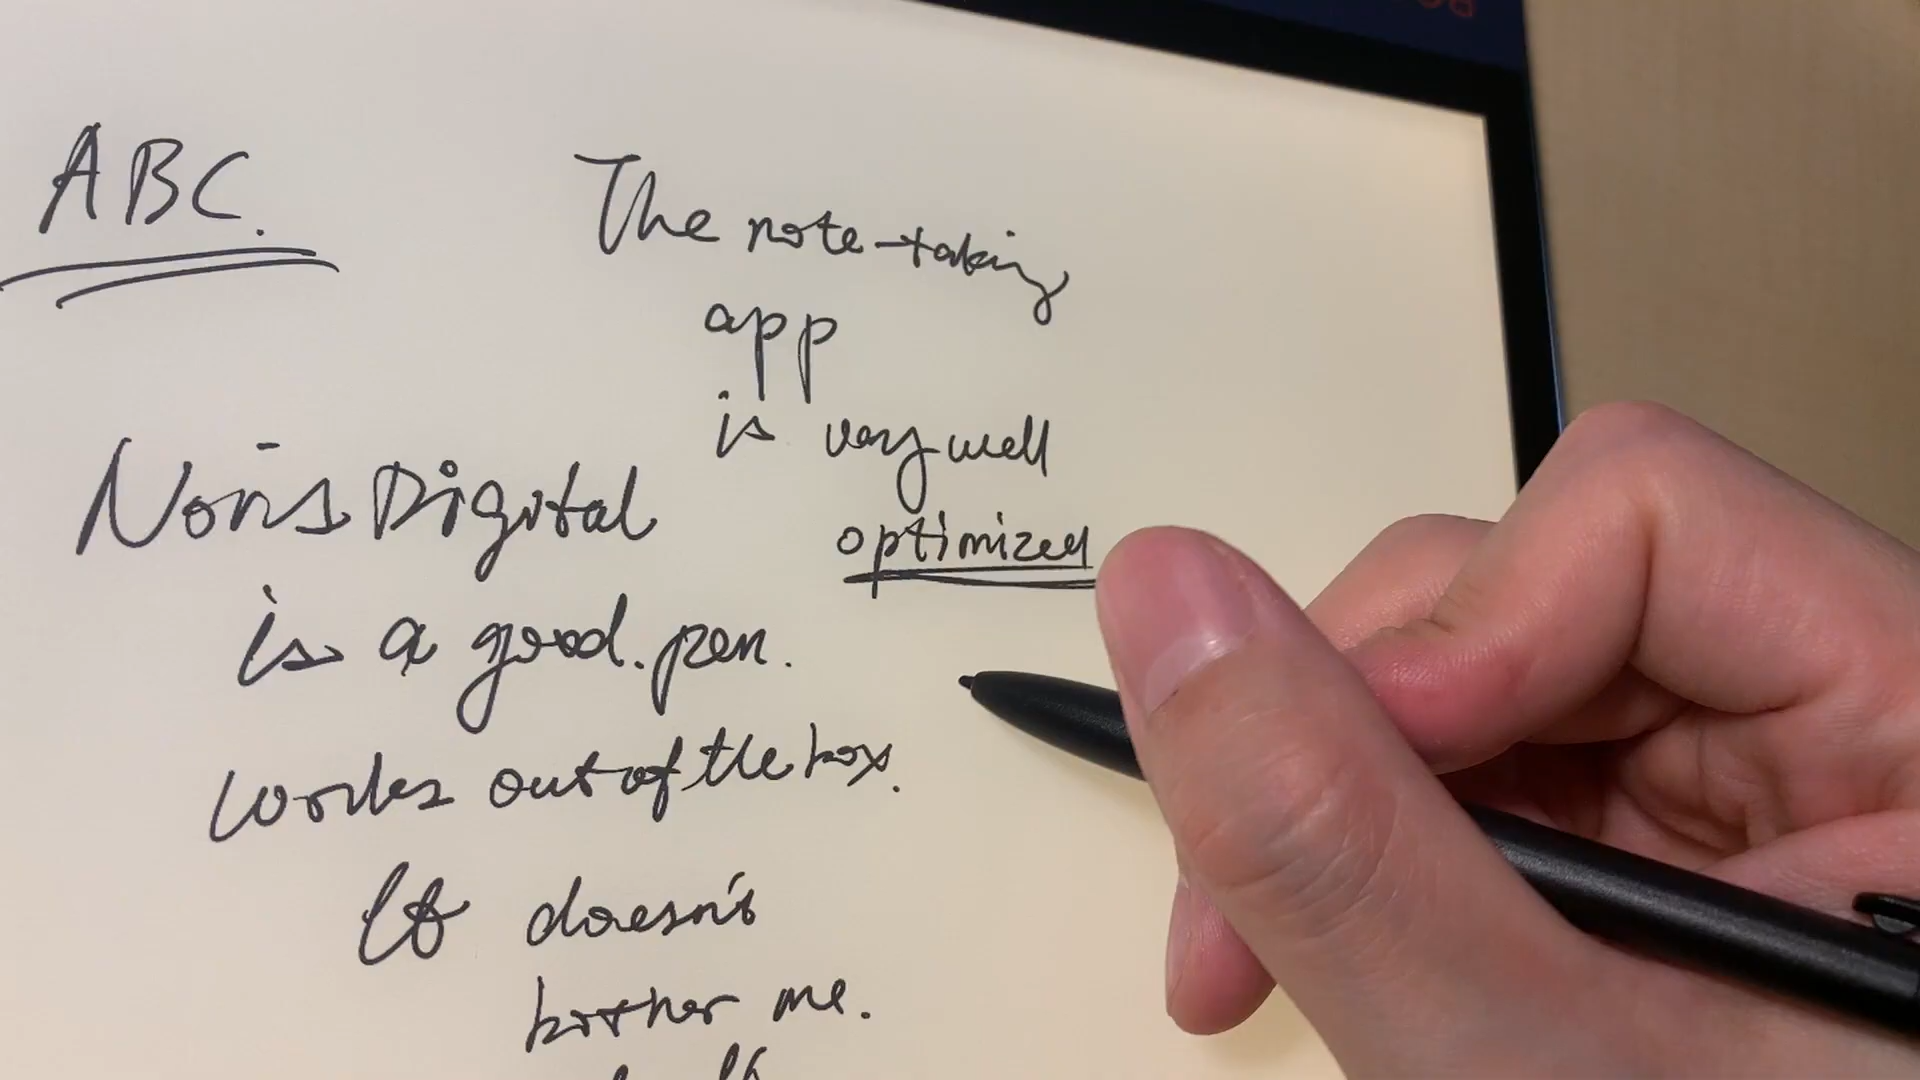 ABC.
The note-taking
app
is very well
optimized
Noris Digital
is a good. pen.
works out of the box.
It doesn't
bother me.